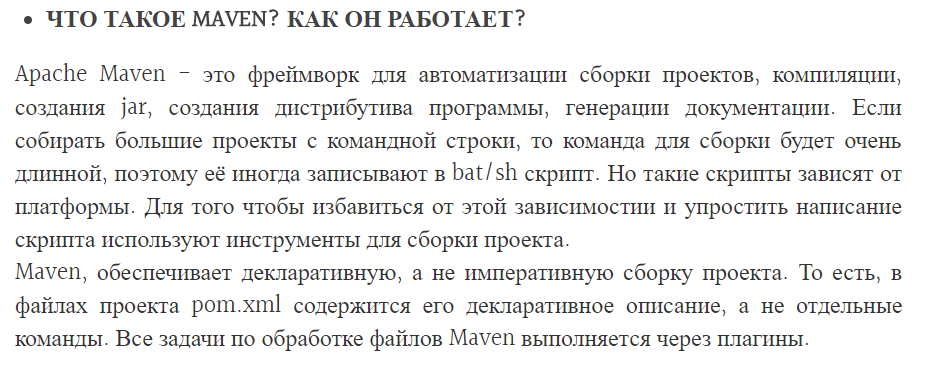 • ЧТО ТАКОЕ MAVEN? КАК ОН РАБОТАЕТ?
Apache Maven – это фреймворк для автоматизации сборки проектов, компиляции,
создания jar, создания дистрибутива программы, генерации документации. Если
собирать большие проекты с командной строки, то команда для сборки будет очень
длинной, поэтому её иногда записывают в bat/sh скрипт. Но такие скрипты зависят от
платформы. Для того чтобы избавиться от этой зависимостии и упростить написание
скрипта используют инструменты для сборки проекта.
Maven, обеспечивает декларативную, а не императивную сборку проекта. То есть, в
файлах проекта pom.xml содержится его декларативное описание, а не отдельные
команды. Все задачи по обработке файлов Maven выполняется через плагины.